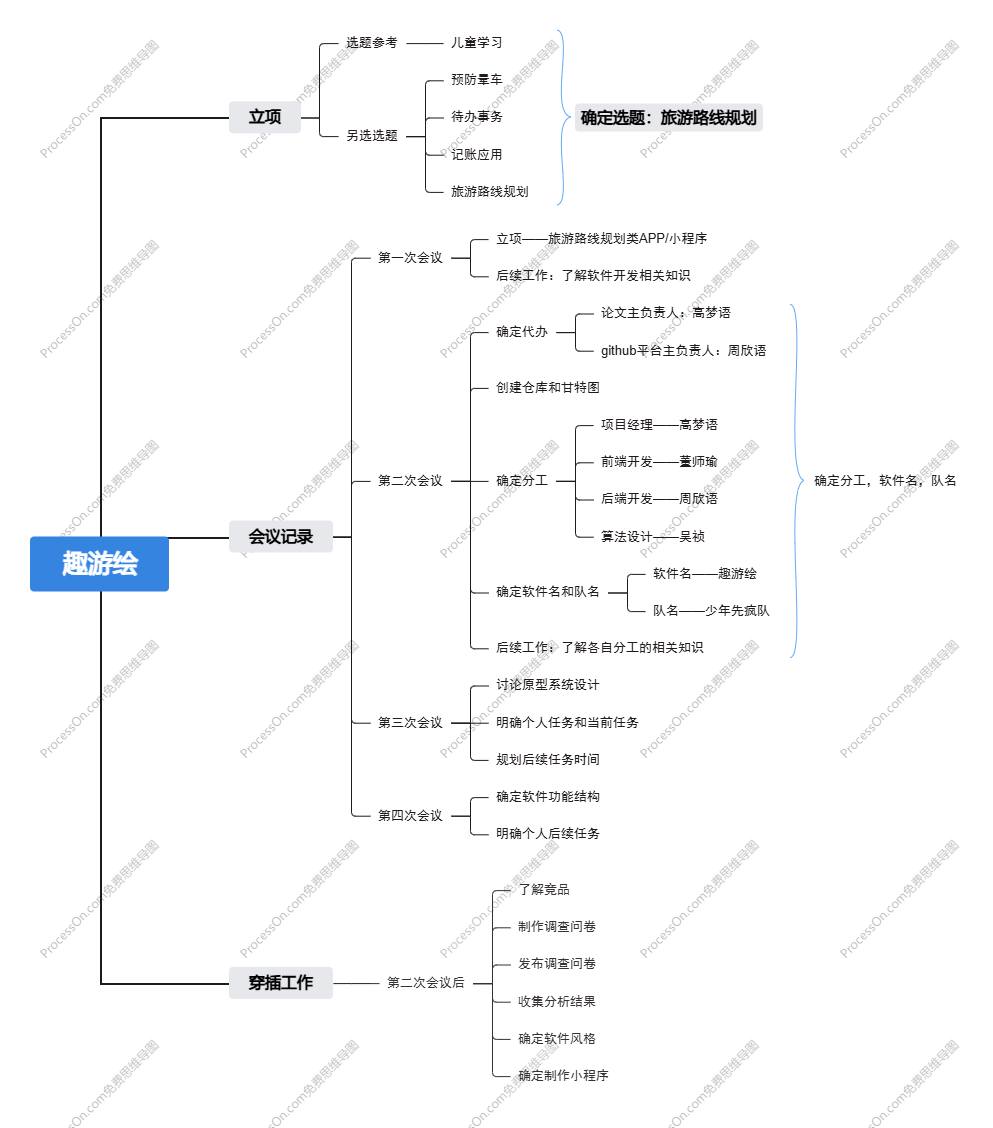 趣游绘
立项
选题参考
儿童学习
另选选题
预防晕车
待办事务
记账应用
旅游路线规划
确定选题：旅游路线规划
会议记录
第一次会议
立项——旅游路线规划类APP/小程序
后续工作：了解软件开发相关知识
第二次会议
确定代办
论文主负责人：高梦语
github平台主负责人：周欣语
创建仓库和甘特图
确定分工
项目经理——高梦语
前端开发——董师瑜
后端开发——周欣语
算法设计——吴祯
确定软件名和队名
软件名——趣游绘
队名——少年先疯队
后续工作：了解各自分工的相关知识
确定分工，软件名，队名
第三次会议
讨论原型系统设计
明确个人任务和当前任务
规划后续任务时间
第四次会议
确定软件功能结构
明确个人后续任务
穿插工作
第二次会议后
了解竞品
制作调查问卷
发布调查问卷
收集分析结果
确定软件风格
确定制作小程序
ProcessOn.com免费思维导图